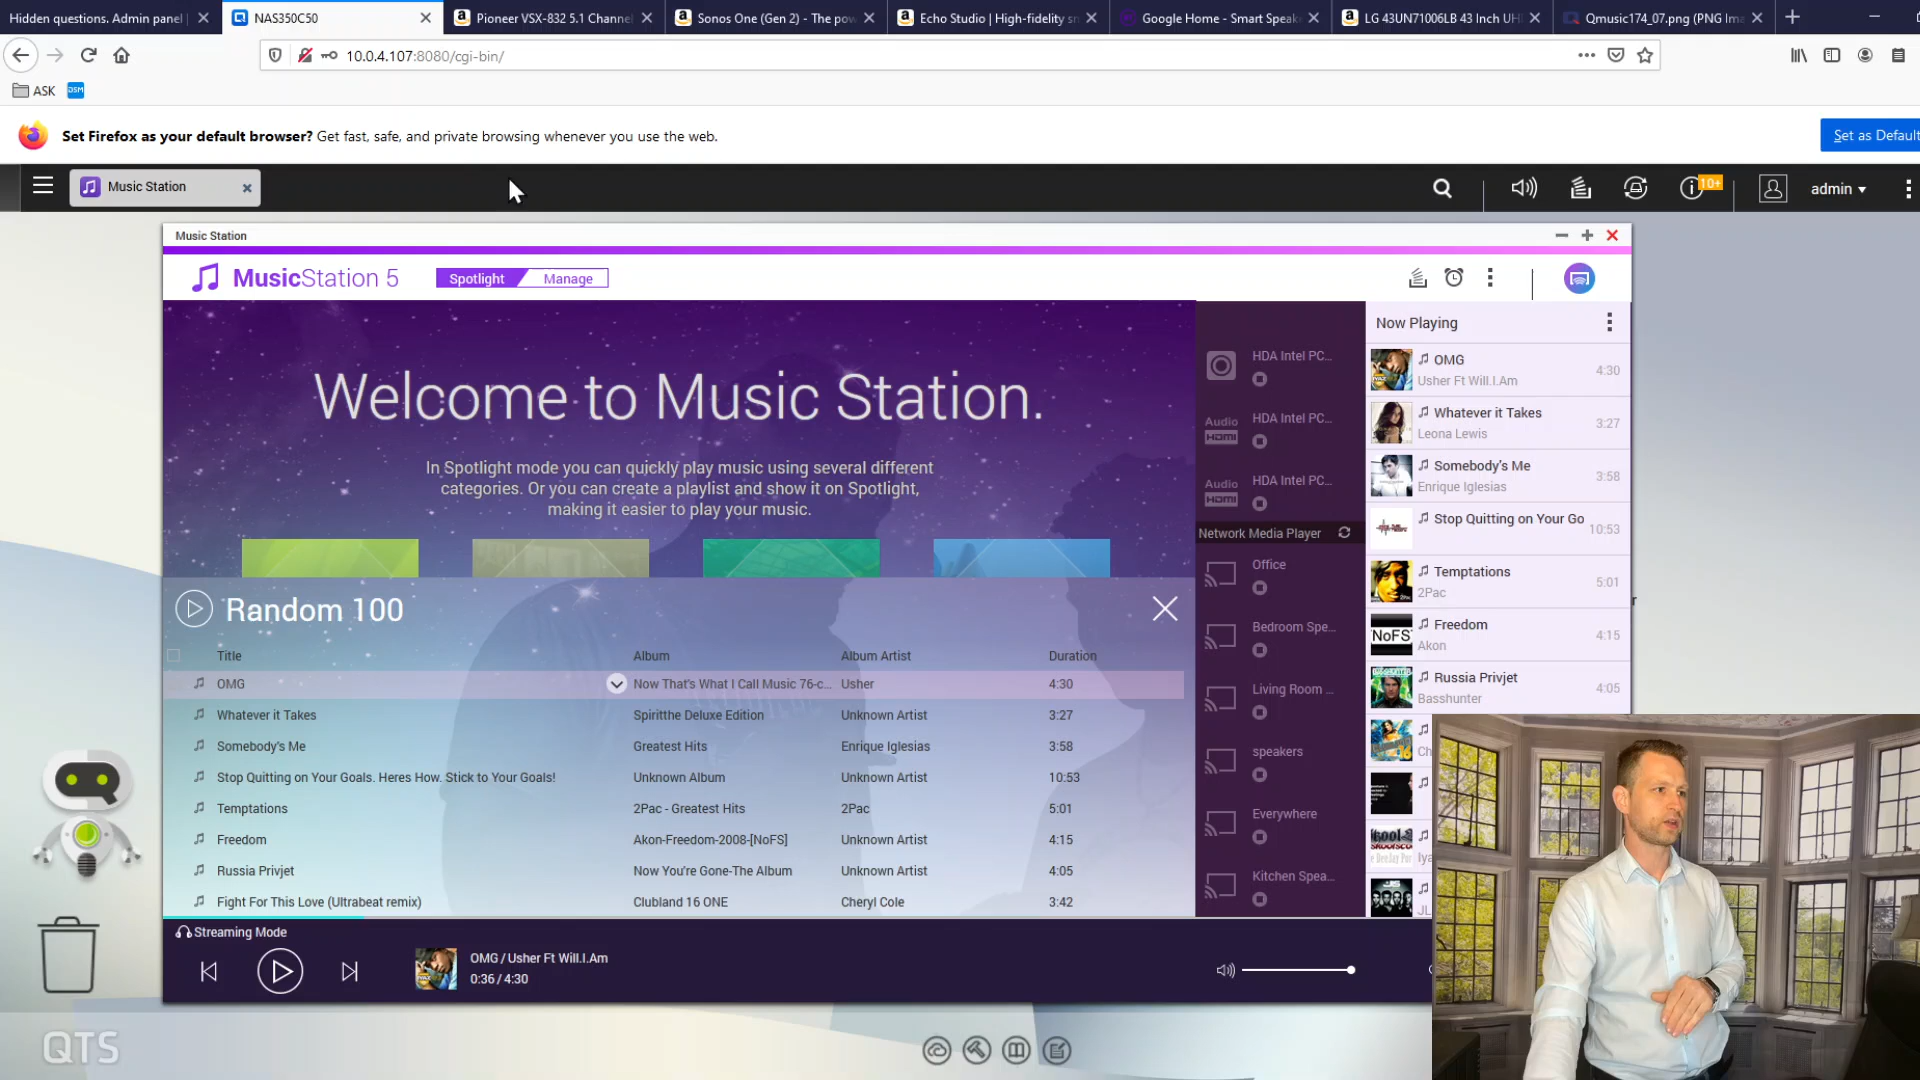 Hidden questions. Admin panel
NAS350C50
Pioneer VSX-832 5.1 Channel
Sonos One (Gen 2) - The pow
Echo Studio | High-fidelity sm
Google Home - Smart Speak
LG 43UN71006LB 43 Inch UH
Qmusic174_07.png (PNG Ima
10.0.4.107:8080/cgi-bin/
ASK
DSM
Set Firefox as your default browser? Get fast, safe, and private browsing whenever you use the web.
Set as Default
Music Station
10+
admin
Music Station
MusicStation 5
Spotlight
Manage
Welcome to Music Station.
In Spotlight mode you can quickly play music using several different
categories. Or you can create a playlist and show it on Spotlight,
making it easier to play your music.
Random 100
Title Album Album Artist Duration
OMG Now That's What I Call Music 76-c... Usher 4:30
Whatever it Takes Spiritthe Deluxe Edition Unknown Artist 3:27
Somebody's Me Greatest Hits Enrique Iglesias 3:58
Stop Quitting on Your Goals. Heres How. Stick to Your Goals! Unknown Album Unknown Artist 10:53
Temptations 2Pac - Greatest Hits 2Pac 5:01
Freedom Akon-Freedom-2008-[NoFS] Unknown Artist 4:15
Russia Privjet Now You're Gone-The Album Unknown Artist 4:05
Fight For This Love (Ultrabeat remix) Clubland 16 ONE Cheryl Cole 3:42
HDA Intel PC...
Audio
HDMI
HDA Intel PC...
Audio
HDMI
HDA Intel PC...
Network Media Player
Office
Bedroom Spe...
Living Room ...
speakers
Everywhere
Kitchen Spea...
Now Playing
OMG
Usher Ft Will.I.Am
4:30
Whatever it Takes
Leona Lewis
3:27
Somebody's Me
Enrique Iglesias
3:58
Stop Quitting on Your Go
10:53
Temptations
2Pac
5:01
NoFS
Freedom
Akon
4:15
Russia Privjet
Basshunter
4:05
Ch
Iya
JL
Streaming Mode
OMG / Usher Ft Will.I.Am
0:36 / 4:30
QTS